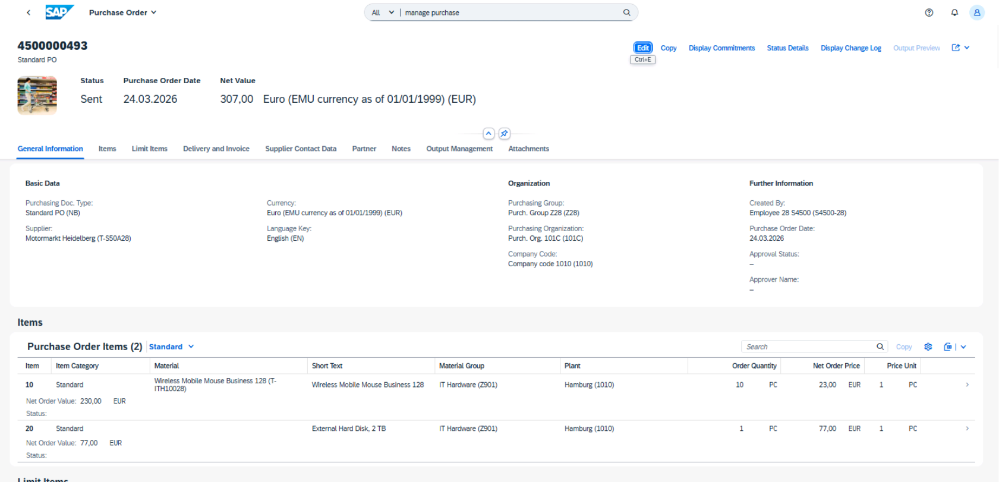 SAP Purchase Order All manage purchase
4500000493
Standard PO
Edit Copy Display Commitments Status Details Display Change Log Output Preview
Ctrl+E
Status Purchase Order Date Net Value
Sent 24.03.2026 307,00 Euro (EMU currency as of 01/01/1999) (EUR)
General Information Items Limit Items Delivery and Invoice Supplier Contact Data Partner Notes Output Management Attachments
Basic Data Organization Further Information
Purchasing Doc. Type: Currency: Purchasing Group: Created By:
Standard PO (NB) Euro (EMU currency as of 01/01/1999) (EUR) Purch. Group Z28 (Z28) Employee 28 S4500 (S4500-28)
Supplier: Language Key: Purchasing Organization: Purchase Order Date:
Motormarkt Heidelberg (T-S50A28) English (EN) Purch. Org. 101C (101C) 24.03.2026
Company Code: Approval Status:
Company code 1010 (1010) –
Approver Name:
–
Items
Purchase Order Items (2) Standard Search Copy
Item Item Category Material Short Text Material Group Plant Order Quantity Net Order Price Price Unit
10 Standard Wireless Mobile Mouse Business 128 (T- Wireless Mobile Mouse Business 128 IT Hardware (Z901) Hamburg (1010) 10 PC 23,00 EUR 1 PC
ITH10028)
Net Order Value: 230,00 EUR
Status:
20 Standard External Hard Disk, 2 TB IT Hardware (Z901) Hamburg (1010) 1 PC 77,00 EUR 1 PC
Net Order Value: 77,00 EUR
Status:
Limit Items